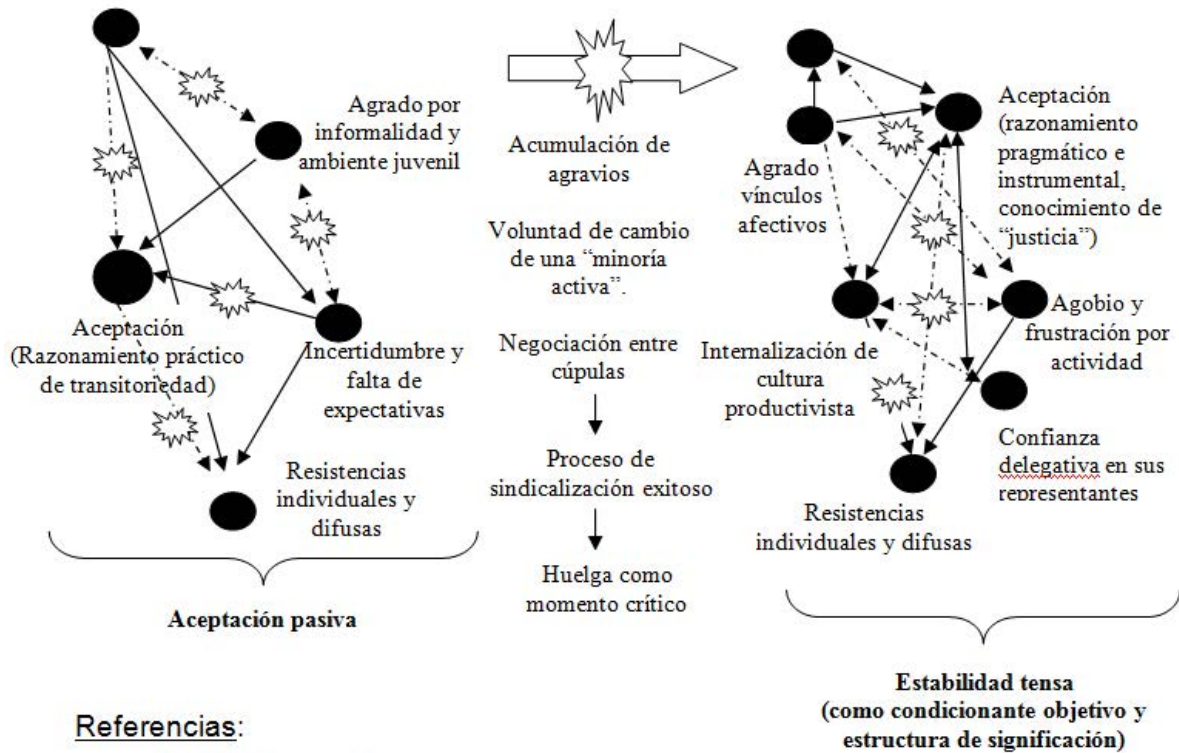 Agrado por
informalidad y
ambiente juvenil
Aceptación
(Razonamiento práctico
de transitoriedad)
Incertidumbre y
falta de
expectativas
Resistencias
individuales y
difusas
Aceptación pasiva
Acumulación de
agravios
Voluntad de cambio
de una “minoría
activa”.
Negociación entre
cúpulas
Proceso de
sindicalización exitoso
Huelga como
momento crítico
Agrado
vínculos
afectivos
Aceptación
(razonamiento
pragmático e
instrumental,
conocimiento de
“justicia”)
Internalización de
cultura
productivista
Agobio y
frustración por
actividad
Confianza
delegativa en sus
representantes
Resistencias
individuales y difusas
Estabilidad tensa
(como condicionante objetivo y
estructura de significación)
Referencias: